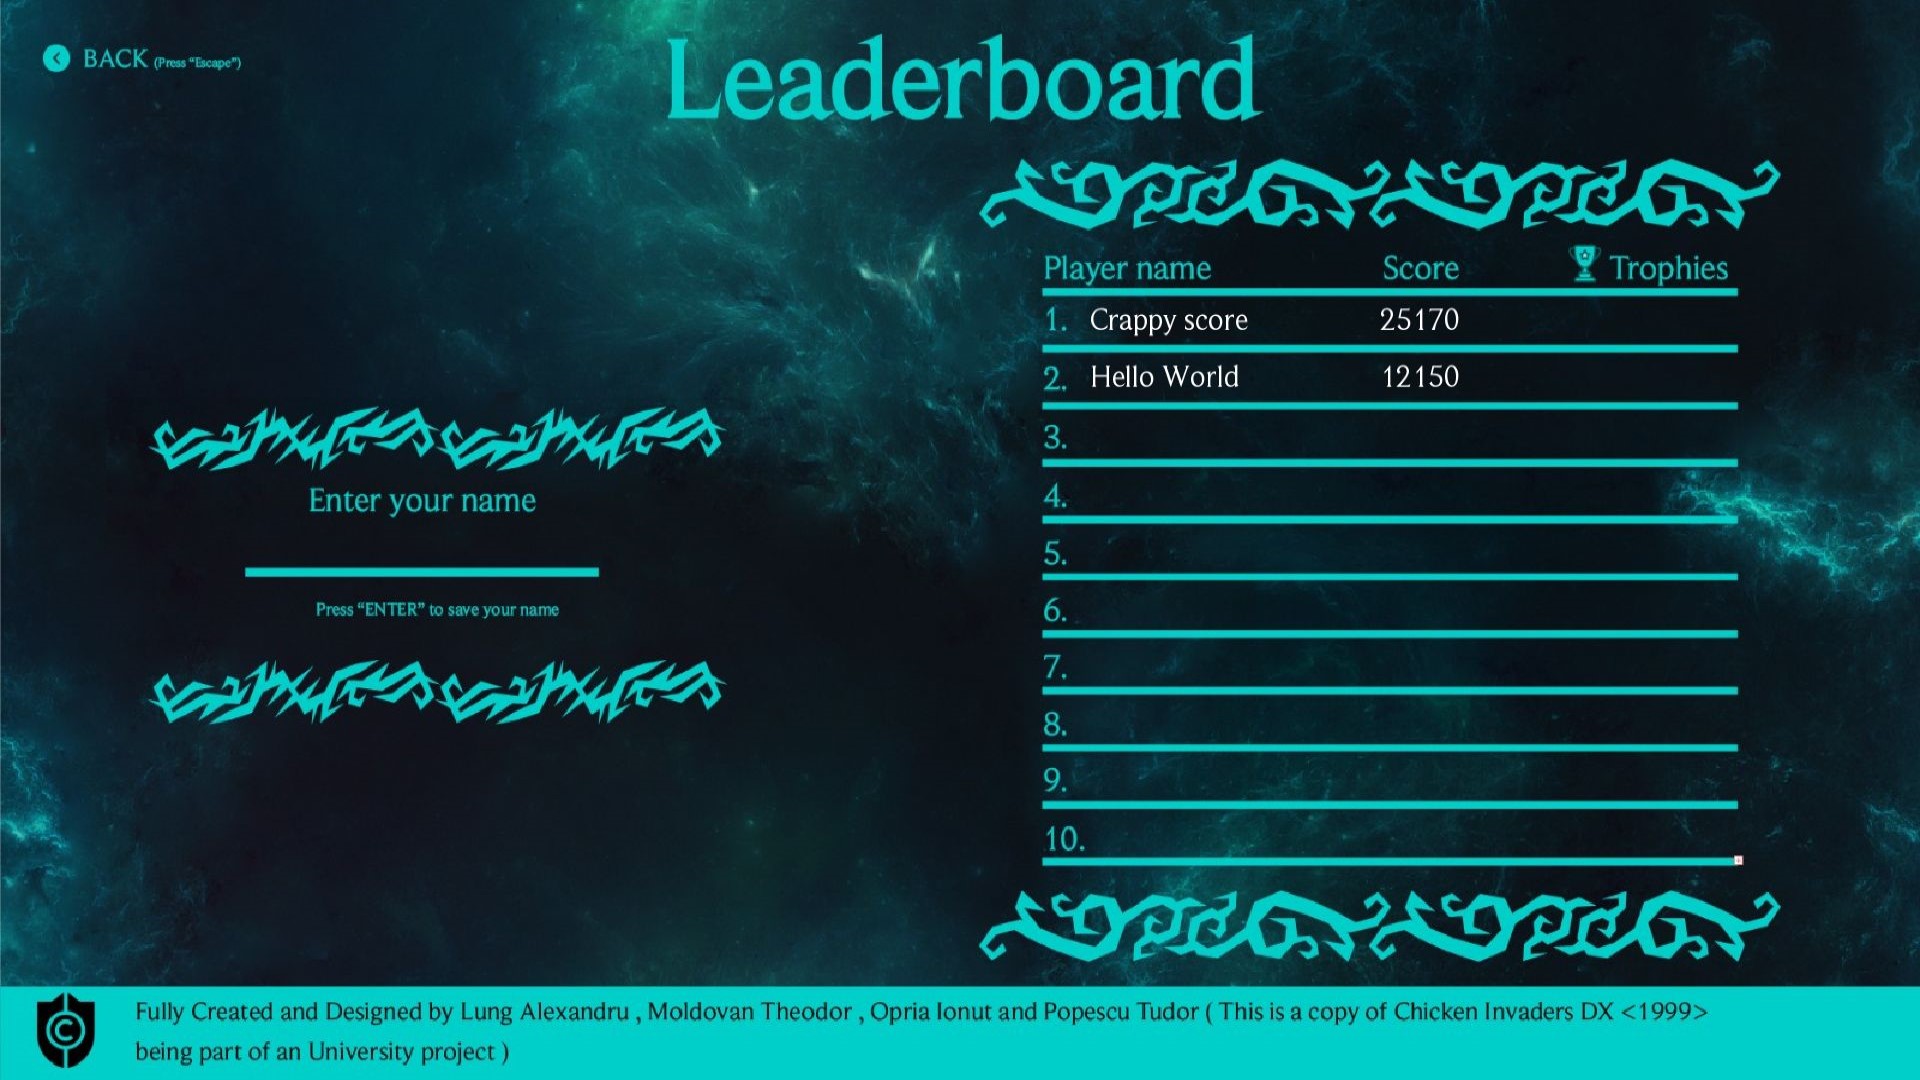 BACK (Press “Escape”)
Leaderboard
Enter your name
Press “ENTER” to save your name
Player name Score Trophies
1. Crappy score 25170
2. Hello World 12150
3.
4.
5.
6.
7.
8.
9.
10.
Fully Created and Designed by Lung Alexandru , Moldovan Theodor , Opria Ionut and Popescu Tudor ( This is a copy of Chicken Invaders DX <1999>
being part of an University project )